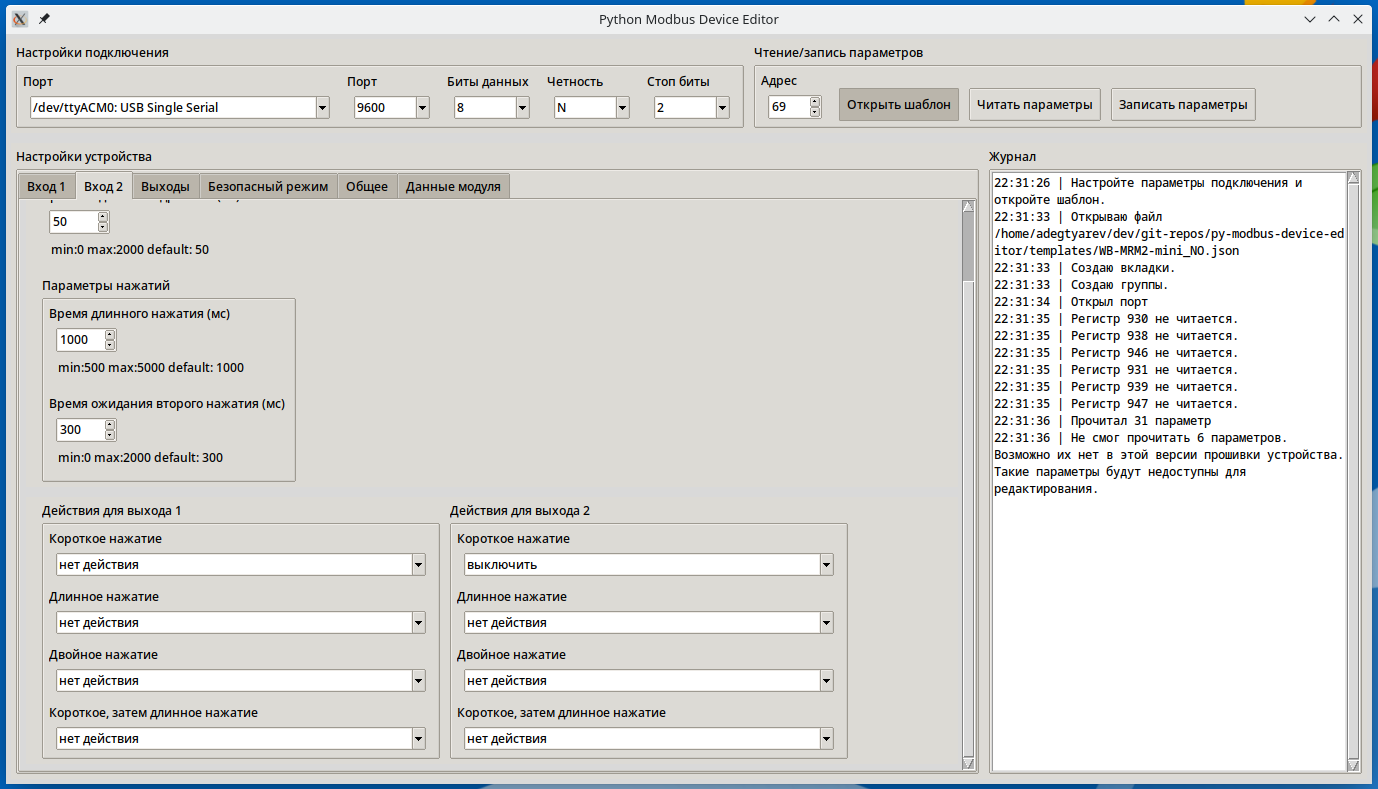 Python Modbus Device Editor
Настройки подключения
Порт
Порт
Биты данных
Четность
Стоп биты
/dev/ttyACM0: USB Single Serial
9600
8
N
2
Чтение/запись параметров
Адрес
69
Открыть шаблон
Читать параметры
Записать параметры
Настройки устройства
Вход 1
Вход 2
Выходы
Безопасный режим
Общее
Данные модуля
50
min:0 max:2000 default: 50
Параметры нажатий
Время длинного нажатия (мс)
1000
min:500 max:5000 default: 1000
Время ожидания второго нажатия (мс)
300
min:0 max:2000 default: 300
Действия для выхода 1
Короткое нажатие
нет действия
Длинное нажатие
нет действия
Двойное нажатие
нет действия
Короткое, затем длинное нажатие
нет действия
Действия для выхода 2
Короткое нажатие
выключить
Длинное нажатие
нет действия
Двойное нажатие
нет действия
Короткое, затем длинное нажатие
нет действия
Журнал
22:31:26 | Настройте параметры подключения и
откройте шаблон.
22:31:33 | Открываю файл
/home/adegtyarev/dev/git-repos/py-modbus-device-ed
itor/templates/WB-MRM2-mini_NO.json
22:31:33 | Создаю вкладки.
22:31:33 | Создаю группы.
22:31:34 | Открыл порт
22:31:35 | Регистр 930 не читается.
22:31:35 | Регистр 938 не читается.
22:31:35 | Регистр 946 не читается.
22:31:35 | Регистр 931 не читается.
22:31:35 | Регистр 939 не читается.
22:31:35 | Регистр 947 не читается.
22:31:36 | Прочитал 31 параметр
22:31:36 | Не смог прочитать 6 параметров.
Возможно их нет в этой версии прошивки устройства.
Такие параметры будут недоступны для
редактирования.